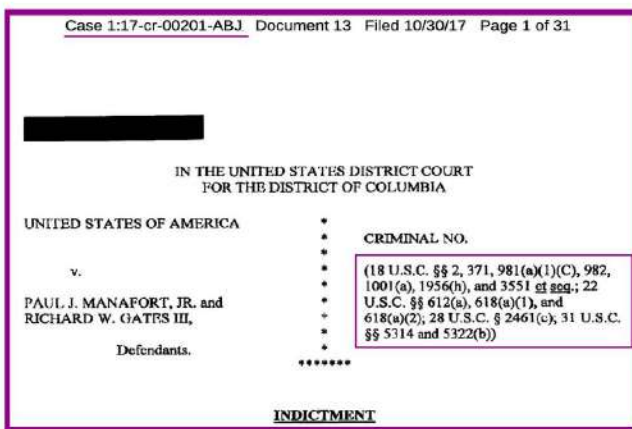 Case 1:17-cr-00201-ABJ Document 13 Filed 10/30/17 Page 1 of 31
IN THE UNITED STATES DISTRICT COURT
FOR THE DISTRICT OF COLUMBIA
UNITED STATES OF AMERICA
v.
PAUL J. MANAFORT, JR. and
RICHARD W. GATES III,
Defendants.
*
*
*
*
*
*
*
*
*
*******
CRIMINAL NO.
(18 U.S.C. §§ 2, 371, 981(a)(1)(C), 982,
1001(a), 1956(h), and 3551 et seq.; 22
U.S.C. §§ 612(a), 618(a)(1), and
618(a)(2); 28 U.S.C. § 2461(c); 31 U.S.C.
§§ 5314 and 5322(b))
INDICTMENT